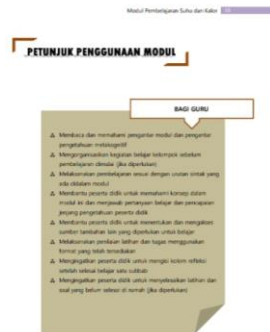 Modul Pembelajaran Suhu dan Kalor
PETUNJUK PENGGUNAAN MODUL
BAGI GURU
Membaca dan memahami pengantar modul dan pengantar
pengetahuan metakognitif
Mengorganisasikan kegiatan belajar kelompok sebelum
pembelajaran dimulai (jika diperlukan)
Melaksanakan pembelajaran sesuai dengan urutan sintak yang
ada didalam modul
Membantu peserta didik untuk memahami konsep dalam
modul ini dan menjawab pertanyaan belajar dan pencapaian
jenjang pengetahuan peserta didik
Membantu peserta didik untuk menentukan dan mengakses
sumber tambahan lain yang diperlukan untuk belajar
Melaksanakan penilaian latihan dan tugas menggunakan
format yang telah tersediakan
Mengingatkan peserta didik untuk mengisi kolom refleksi
setelah selesai belajar satu subbab
Mengingatkan peserta didik untuk menyelesaikan latihan dan
soal yang belum selesai di rumah (jika diperlukan)